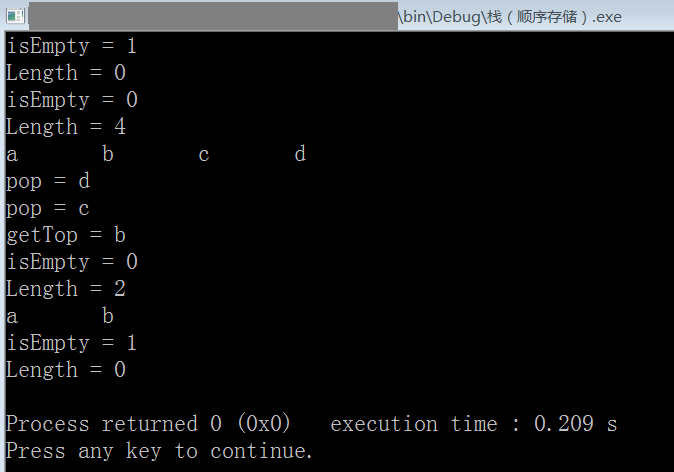 \bin\Debug\栈（顺序存储）.exe
isEmpty = 1
Length = 0
isEmpty = 0
Length = 4
a       b       c       d
pop = d
pop = c
getTop = b
isEmpty = 0
Length = 2
a       b
isEmpty = 1
Length = 0
Process returned 0 (0x0)   execution time : 0.209 s
Press any key to continue.